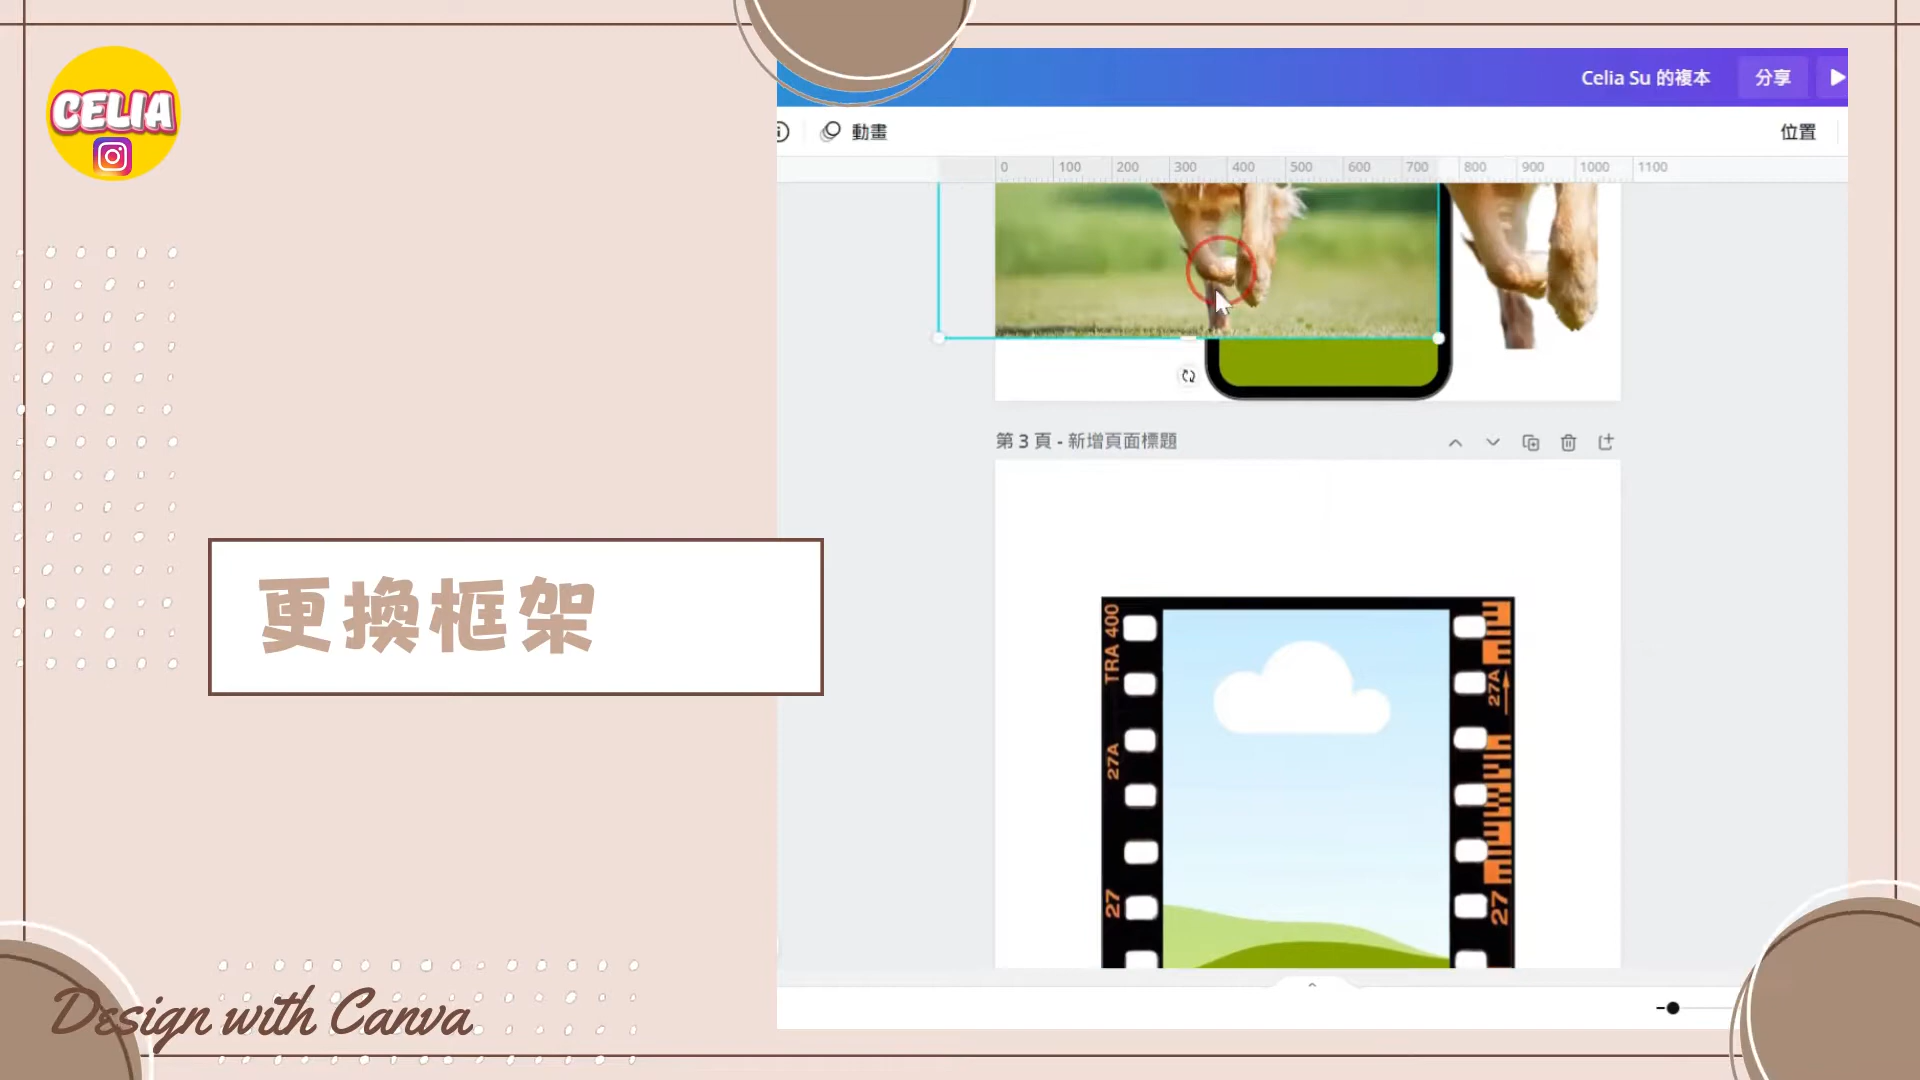 CELIA
Celia Su 的複本
分享
動畫
位置
0 100 200 300 400 500 600 700 800 900 1000 1100
第 3 頁 - 新增頁面標題
更換框架
TRA 400
27A
27
27A
27
Design with Canva